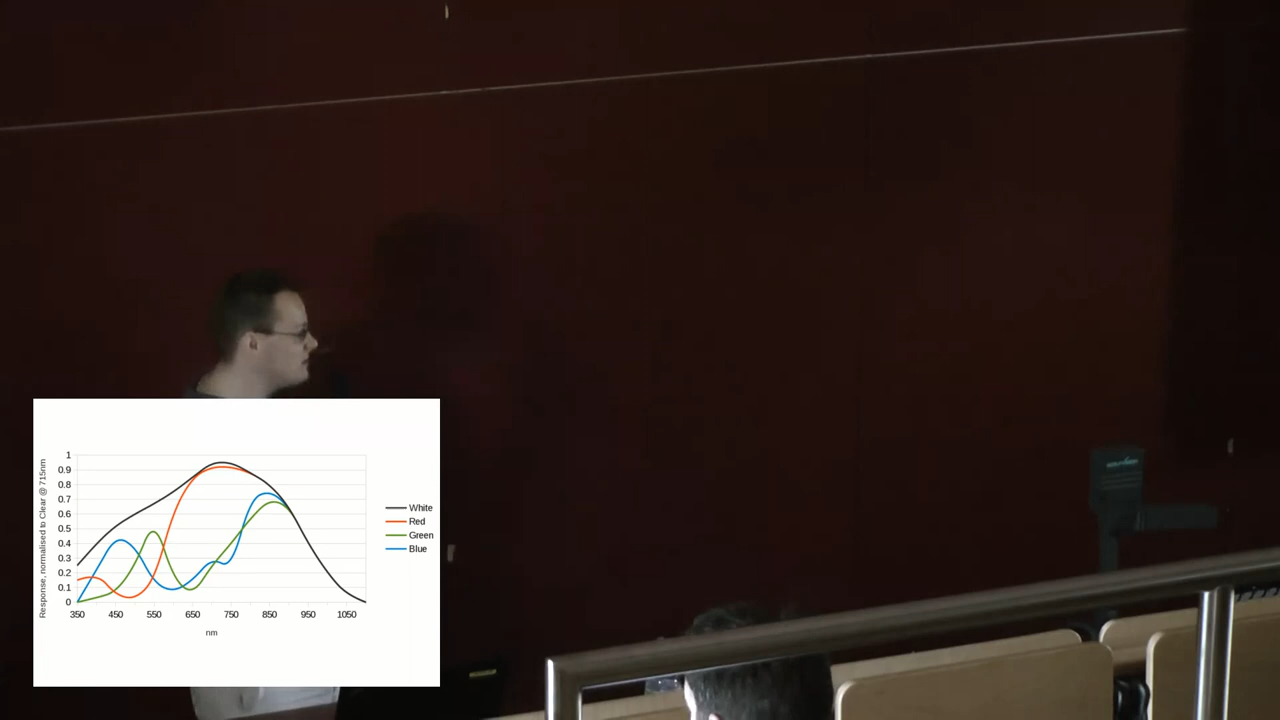 Response, normalised to Clear @ 715nm
1
0.9
0.8
0.7
0.6
0.5
0.4
0.3
0.2
0.1
0
350 450 550 650 750 850 950 1050
nm
White
Red
Green
Blue